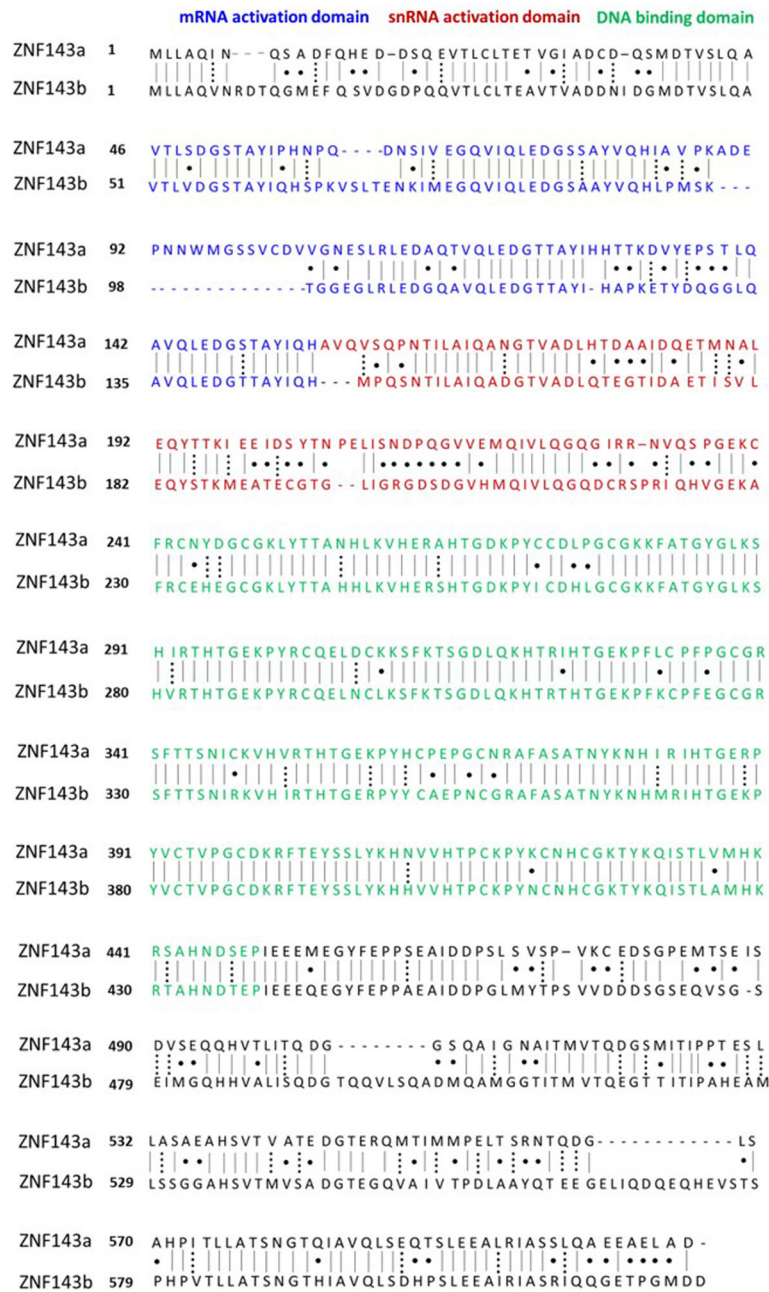 mRNA activation domain snRNA activation domain DNA binding domain
ZNF143a 1 MLLAQIN---QSADFQHED-DSQEVTLCLTETVGIADCD-QSMDTVSLQA
ZNF143b 1 MLLAQVNRDTQGMEFQSVDGDPQQVTLCLTEAVTVADDNIDGMDTVSLQA
ZNF143a 46 VTLSDGSTAYIPHNPQ----DNSIVEGQVIQLEDGSSAYVQHIAVPKADE
ZNF143b 51 VTLVDGSTAYIQHSPKVSLTENKIMEGQVIQLEDGSAAYVQHLPMSK---
ZNF143a 92 PNNWMGSSVCDVVGNESLRLEDAQTVQLEDGTTAYIHHTTKDVYEPSTLQ
ZNF143b 98 -------------TGGEGLRLEDGQAVQLEDGTTAYI-HAPKETYDQGGLQ
ZNF143a 142 AVQLEDGSTAYIQHAVQVSQPNTILAIQANGTVADLHTDAAIDQETMNAL
ZNF143b 135 AVQLEDGTTAYIQH---MPQSNTILAIQADGTVADLQTEGTIDAETISVL
ZNF143a 192 EQYTTKIEEIDSYTNPELISNDPQGVVEMQIVLQGQGIRR-NVQSPGEKC
ZNF143b 182 EQYSTKMEATECGTG--LIGRGDSDGVHMQIVLQGQDCRSPRIQHVGEKA
ZNF143a 241 FRCNYDGCGKLYTTANHLKVHERAHTGDKPYCCDLPGCGKKFATGYGLKS
ZNF143b 230 FRCEHEGCGKLYTTAHHLKVHERSHTGDKPYICDHLGCGKKFATGYGLKS
ZNF143a 291 HIRTHTGEKPYRCQELDCKKSFKTSGDLQKHTRIHTGEKPFLCPFPGCGR
ZNF143b 280 HVRTHTGEKPYRCQELNCLKSFKTSGDLQKHTRTHTGEKPFKCPFEGCGR
ZNF143a 341 SFTTSNICKVHVRTHTGEKPYHCPEPGCNRAFASATNYKNHIRIHTGERP
ZNF143b 330 SFTTSNIRKVHIRTHTGERPYYCAEPNCGRAFASATNYKNHMRIHTGEKP
ZNF143a 391 YVCTVPGCDKRFTEYSSLYKHNVVHTPCKPYKCNHCGKTYKQISTLVMHK
ZNF143b 380 YVCTVPGCDKRFTEYSSLYKHHVVHTPCKPYNCNHCGKTYKQISTLAMHK
ZNF143a 441 RSAHNDSEPIEEEMEGYFEPPSEAIDDPSLSVSP-VKCEDSGPEMTSEIS
ZNF143b 430 RTAHNDTEPIEEEQEGYFEPPAEAIDDPGLMYTPSVVDDDSGSEQVSG-S
ZNF143a 490 DVSEQQHVTLITQDG--------GSQAIGNAITMVTQDGSMITIPPTESL
ZNF143b 479 EIMGQHHVALISQDGTQQVLSQADMQAMGGTITMVTQEGTTITIPAHEAM
ZNF143a 532 LASAEAHSVTVATEDGTERQMTIMMPELTSRNTQDG-----------LS
ZNF143b 529 LSSGGAHSVTMVSADGTEGQVAIVTPDLAAYQTEEGELIQDQEQHEVSTS
ZNF143a 570 AHPITLLATSNGTQIAVQLSEQTSLEEALRIASSLQAEEAELAD-
ZNF143b 579 PHPVTLLATSNGTHIAVQLSDHPSLEEAIRIASRIQQGETPGMDD